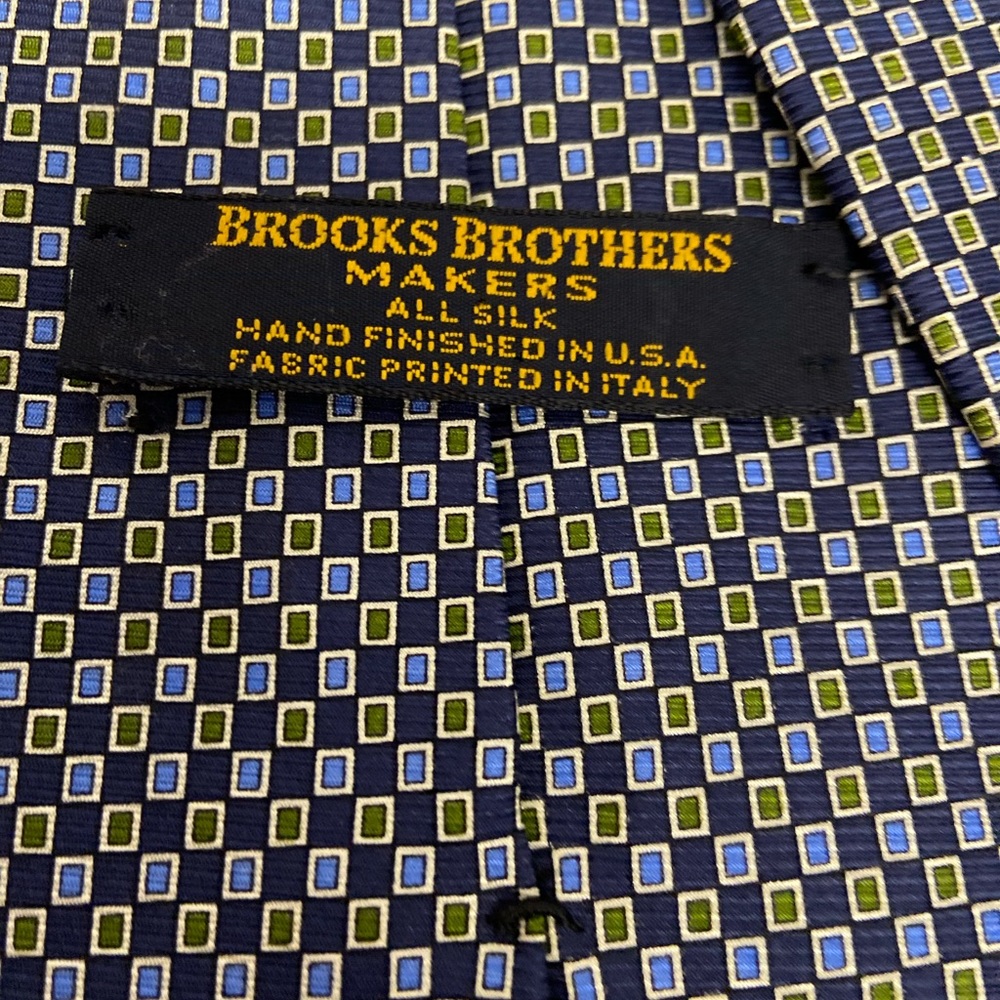 BROOKS BROTHERS
MAKERS
ALL SILK
HAND FINISHED IN U.S.A.
FABRIC PRINTED IN ITALY